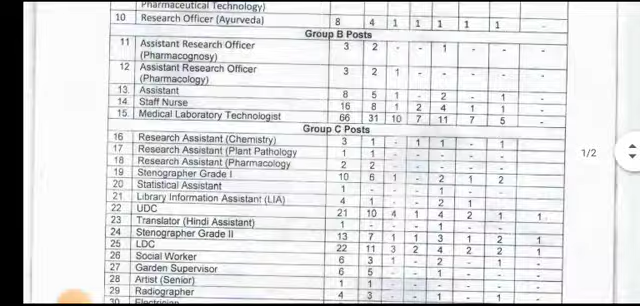 Pharmaceutical Technology)
10 Research Officer (Ayurveda) 8 4 1 1 1 1 1 -
Group B Posts
11 Assistant Research Officer (Pharmacognosy) 3 2 - - 1 - - -
12 Assistant Research Officer (Pharmacology) 3 2 1 - - - - -
13. Assistant 8 5 1 - 2 - 1 -
14. Staff Nurse 16 8 1 2 4 1 1 -
15. Medical Laboratory Technologist 66 31 10 7 11 7 5 -
Group C Posts
16 Research Assistant (Chemistry) 3 1 - 1 1 - 1
17 Research Assistant (Plant Pathology 1 1 - - - - -
18 Research Assistant (Pharmacology 2 2 - - - - -
19 Stenographer Grade I 10 6 1 - 2 1 2
20 Statistical Assistant 1 - - - 1 - -
21 Library Information Assistant (LIA) 4 1 - - 2 1
22 UDC 21 10 4 1 4 2 1 1
23 Translator (Hindi Assistant) 1 - - - 1 - -
24 Stenographer Grade II 13 7 1 1 3 1 2 1
25 LDC 22 11 3 2 4 2 2 1
26 Social Worker 6 3 1 - 2 - 1
27 Garden Supervisor 6 5 - - 1 - -
28 Artist (Senior) 1 1 - - - - -
29 Radiographer 4 3 - - 1 - 1
30 Electrician
1/2